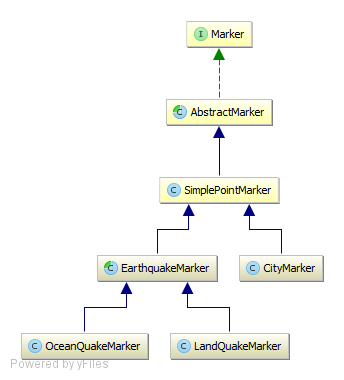 I Marker
C AbstractMarker
C SimplePointMarker
C EarthquakeMarker
C CityMarker
C OceanQuakeMarker
C LandQuakeMarker
Powered by yFiles